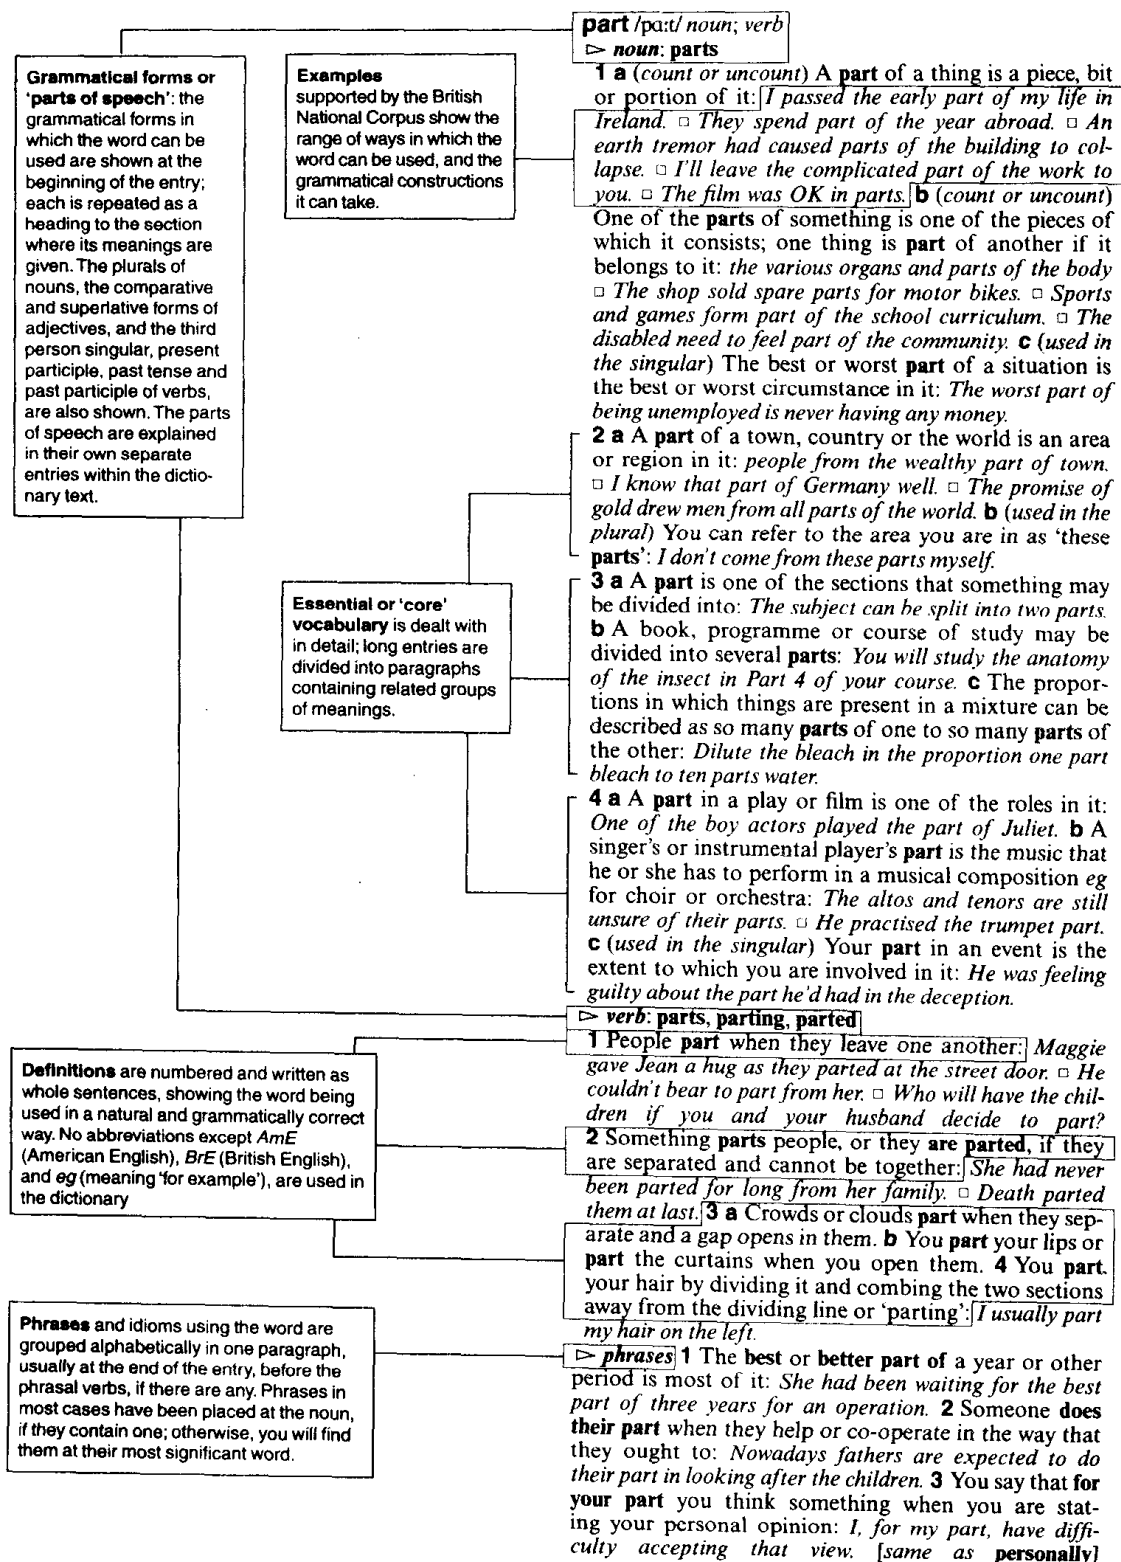 part /pɑːt/ noun; verb
▷ noun: parts
1 a (count or uncount) A part of a thing is a piece, bit
or portion of it: I passed the early part of my life in
Ireland. □ They spend part of the year abroad. □ An
earth tremor had caused parts of the building to col-
lapse. □ I'll leave the complicated part of the work to
you. □ The film was OK in parts. b (count or uncount)
One of the parts of something is one of the pieces of
which it consists; one thing is part of another if it
belongs to it: the various organs and parts of the body
□ The shop sold spare parts for motor bikes. □ Sports
and games form part of the school curriculum. □ The
disabled need to feel part of the community. c (used in
the singular) The best or worst part of a situation is
the best or worst circumstance in it: The worst part of
being unemployed is never having any money.
2 a A part of a town, country or the world is an area
or region in it: people from the wealthy part of town.
□ I know that part of Germany well. □ The promise of
gold drew men from all parts of the world. b (used in the
plural) You can refer to the area you are in as 'these
parts': I don't come from these parts myself.
3 a A part is one of the sections that something may
be divided into: The subject can be split into two parts.
b A book, programme or course of study may be
divided into several parts: You will study the anatomy
of the insect in Part 4 of your course. c The propor-
tions in which things are present in a mixture can be
described as so many parts of one to so many parts of
the other: Dilute the bleach in the proportion one part
bleach to ten parts water.
4 a A part in a play or film is one of the roles in it:
One of the boy actors played the part of Juliet. b A
singer's or instrumental player's part is the music that
he or she has to perform in a musical composition eg
for choir or orchestra: The altos and tenors are still
unsure of their parts. □ He practised the trumpet part.
c (used in the singular) Your part in an event is the
extent to which you are involved in it: He was feeling
guilty about the part he'd had in the deception.
▷ verb: parts, parting, parted
1 People part when they leave one another: Maggie
gave Jean a hug as they parted at the street door. □ He
couldn't bear to part from her. □ Who will have the chil-
dren if you and your husband decide to part?
2 Something parts people, or they are parted, if they
are separated and cannot be together: She had never
been parted for long from her family. □ Death parted
them at last. 3 a Crowds or clouds part when they sep-
arate and a gap opens in them. b You part your lips or
part the curtains when you open them. 4 You part
your hair by dividing it and combing the two sections
away from the dividing line or 'parting': I usually part
my hair on the left.
▷ phrases 1 The best or better part of a year or other
period is most of it: She had been waiting for the best
part of three years for an operation. 2 Someone does
their part when they help or co-operate in the way that
they ought to: Nowadays fathers are expected to do
their part in looking after the children. 3 You say that for
your part you think something when you are stat-
ing your personal opinion: I, for my part, have diffi-
culty accepting that view. [same as personally]
Grammatical forms or
'parts of speech': the
grammatical forms in
which the word can be
used are shown at the
beginning of the entry;
each is repeated as a
heading to the section
where its meanings are
given. The plurals of
nouns, the comparative
and superlative forms of
adjectives, and the third
person singular, present
participle, past tense and
past participle of verbs,
are also shown. The parts
of speech are explained
in their own separate
entries within the dictio-
nary text.
Examples
supported by the British
National Corpus show the
range of ways in which the
word can be used, and the
grammatical constructions
it can take.
Essential or 'core'
vocabulary is dealt with
in detail; long entries are
divided into paragraphs
containing related groups
of meanings.
Definitions are numbered and written as
whole sentences, showing the word being
used in a natural and grammatically correct
way. No abbreviations except AmE
(American English), BrE (British English),
and eg (meaning 'for example'), are used in
the dictionary
Phrases and idioms using the word are
grouped alphabetically in one paragraph,
usually at the end of the entry, before the
phrasal verbs, if there are any. Phrases in
most cases have been placed at the noun,
if they contain one; otherwise, you will find
them at their most significant word.